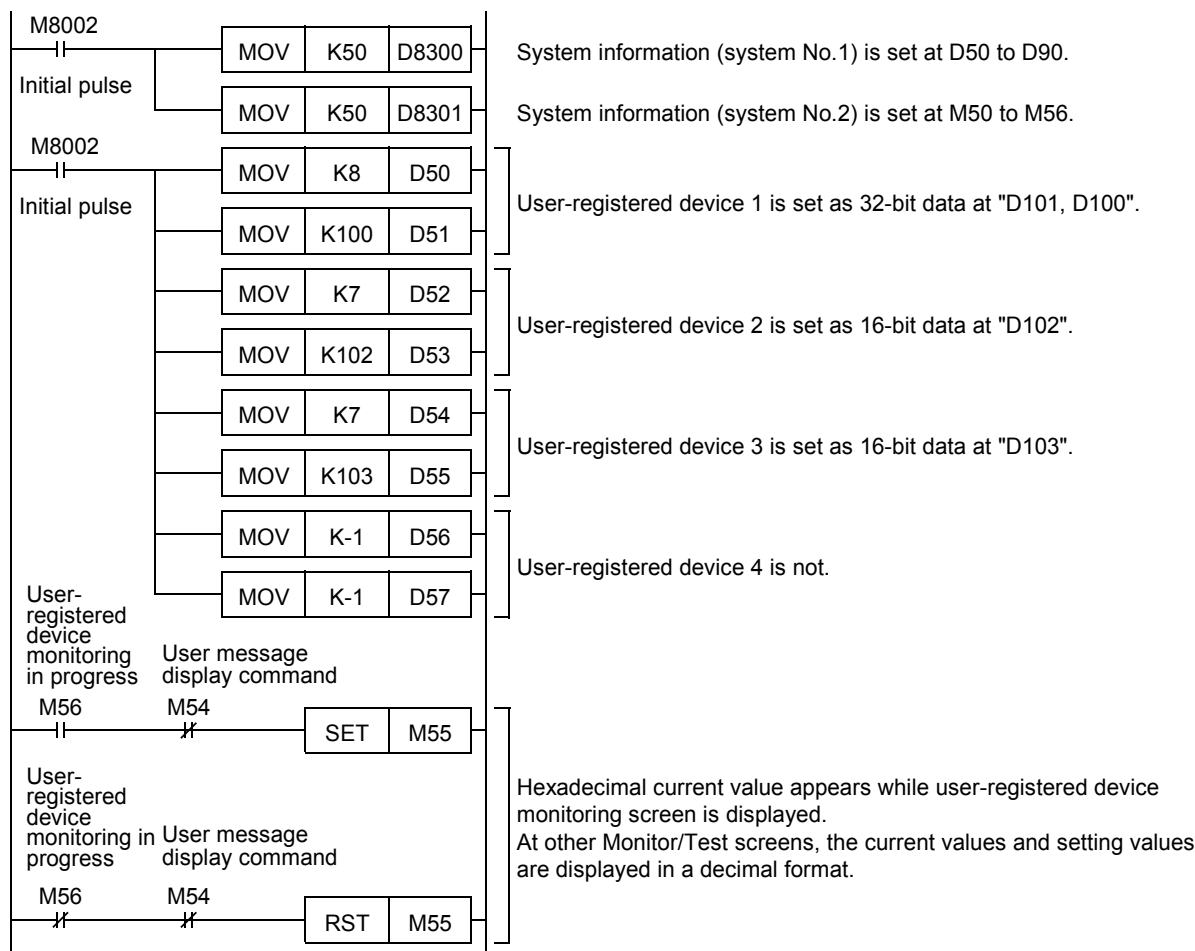 M8002
MOV K50 D8300
System information (system No.1) is set at D50 to D90.
Initial pulse
MOV K50 D8301
System information (system No.2) is set at M50 to M56.
M8002
MOV K8 D50
Initial pulse
User-registered device 1 is set as 32-bit data at "D101, D100".
MOV K100 D51
MOV K7 D52
User-registered device 2 is set as 16-bit data at "D102".
MOV K102 D53
MOV K7 D54
User-registered device 3 is set as 16-bit data at "D103".
MOV K103 D55
MOV K-1 D56
User-registered device 4 is not.
MOV K-1 D57
User-
registered
device
monitoring
in progress
User message
display command
M56 M54
SET M55
User-
registered
device
monitoring in
progress
User message
display command
Hexadecimal current value appears while user-registered device
monitoring screen is displayed.
At other Monitor/Test screens, the current values and setting values
are displayed in a decimal format.
M56 M54
RST M55